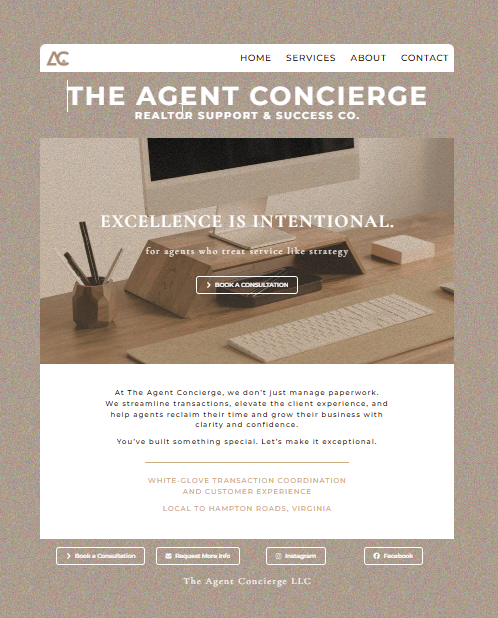 AC
HOME SERVICES ABOUT CONTACT
THE AGENT CONCIERGE
REALTOR SUPPORT & SUCCESS CO.
EXCELLENCE IS INTENTIONAL.
for agents who treat service like strategy
BOOK A CONSULTATION
At The Agent Concierge, we don't just manage paperwork.
We streamline transactions, elevate the client experience, and
help agents reclaim their time and grow their business with
clarity and confidence.
You've built something special. Let's make it exceptional.
WHITE-GLOVE TRANSACTION COORDINATION
AND CUSTOMER EXPERIENCE
LOCAL TO HAMPTON ROADS, VIRGINIA
Book a Consultation Request More Info Instagram Facebook
The Agent Concierge LLC